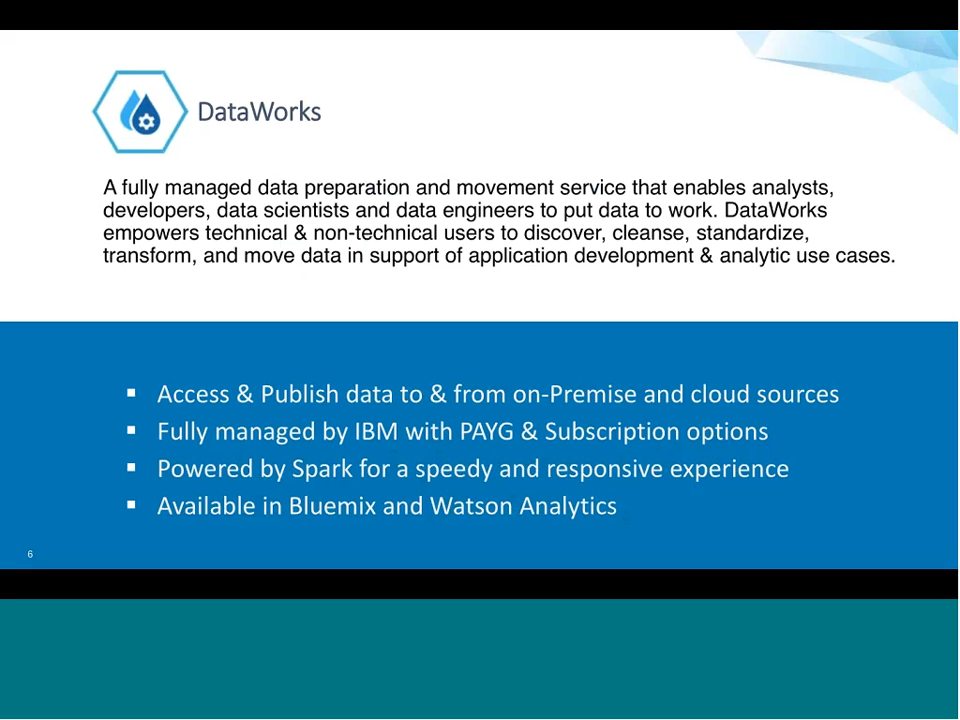 DataWorks
A fully managed data preparation and movement service that enables analysts,
developers, data scientists and data engineers to put data to work. DataWorks
empowers technical & non-technical users to discover, cleanse, standardize,
transform, and move data in support of application development & analytic use cases.
▪ Access & Publish data to & from on-Premise and cloud sources
▪ Fully managed by IBM with PAYG & Subscription options
▪ Powered by Spark for a speedy and responsive experience
▪ Available in Bluemix and Watson Analytics
6